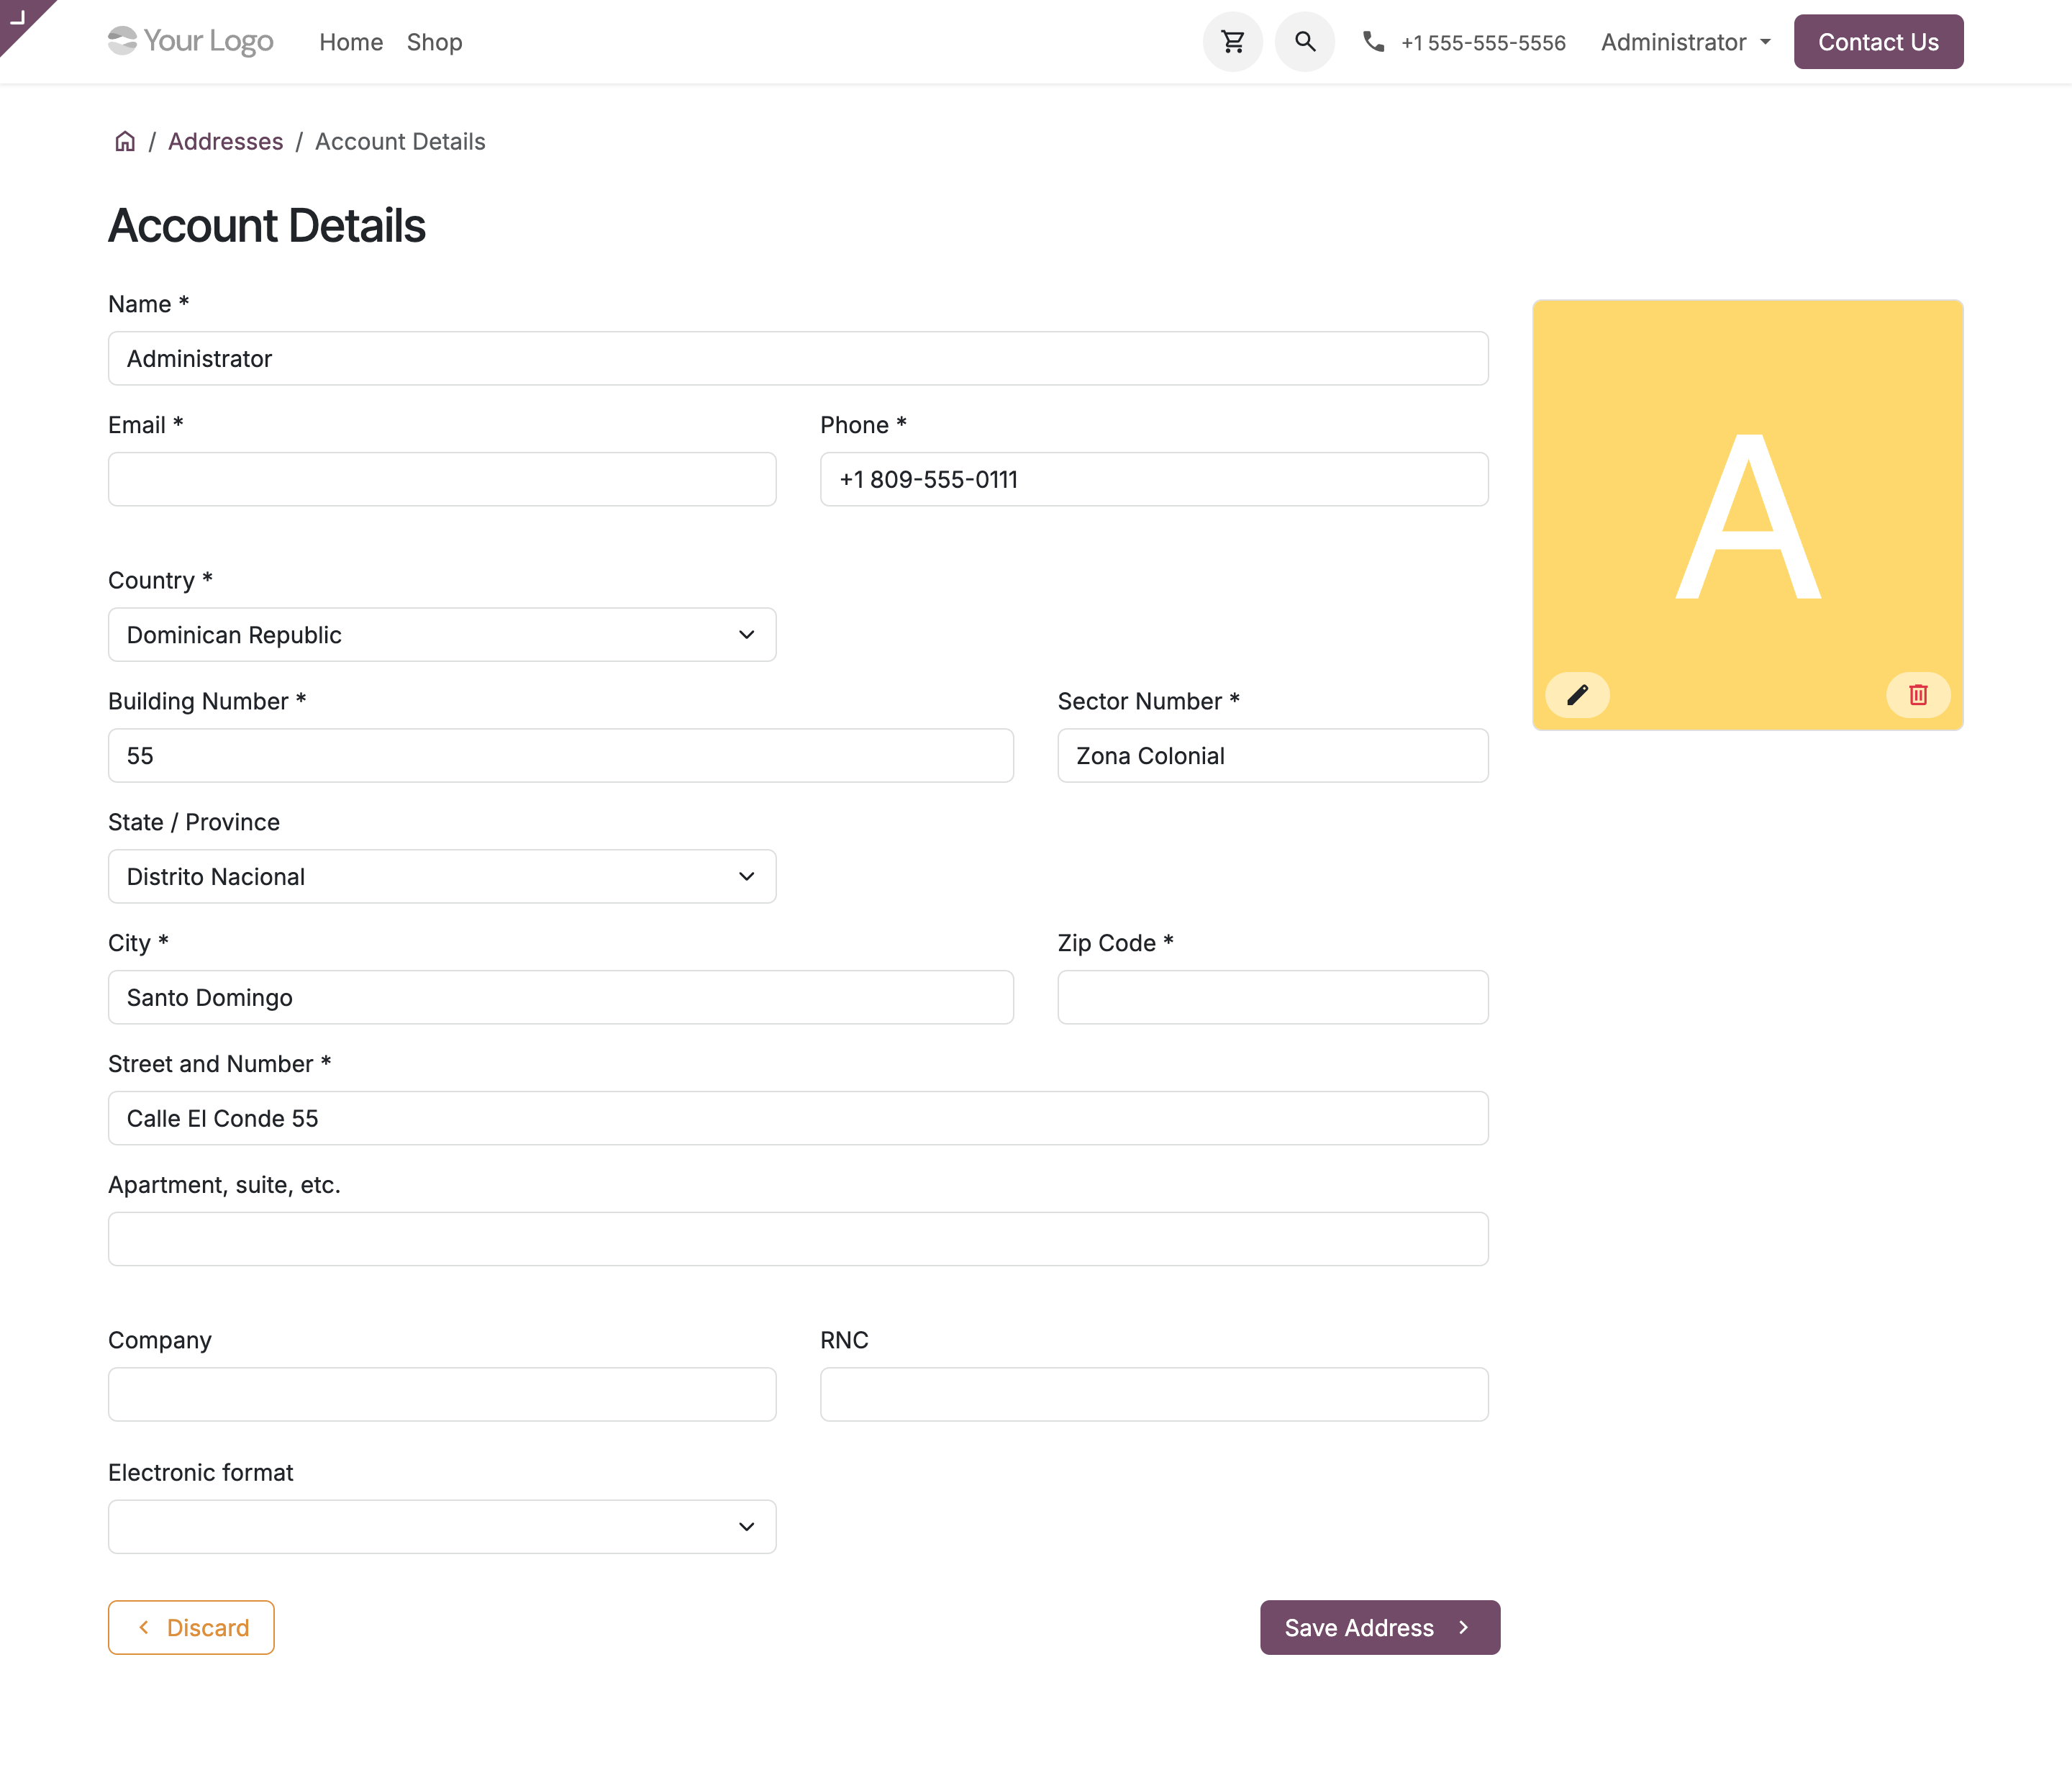 Your Logo Home Shop +1 555-555-5556 Administrator Contact Us
/ Addresses / Account Details
Account Details
Name *
Administrator
Email * Phone *
+1 809-555-0111
Country *
Dominican Republic
A
Building Number * Sector Number *
55 Zona Colonial
State / Province
Distrito Nacional
City * Zip Code *
Santo Domingo
Street and Number *
Calle El Conde 55
Apartment, suite, etc.
Company RNC
Electronic format
Discard Save Address